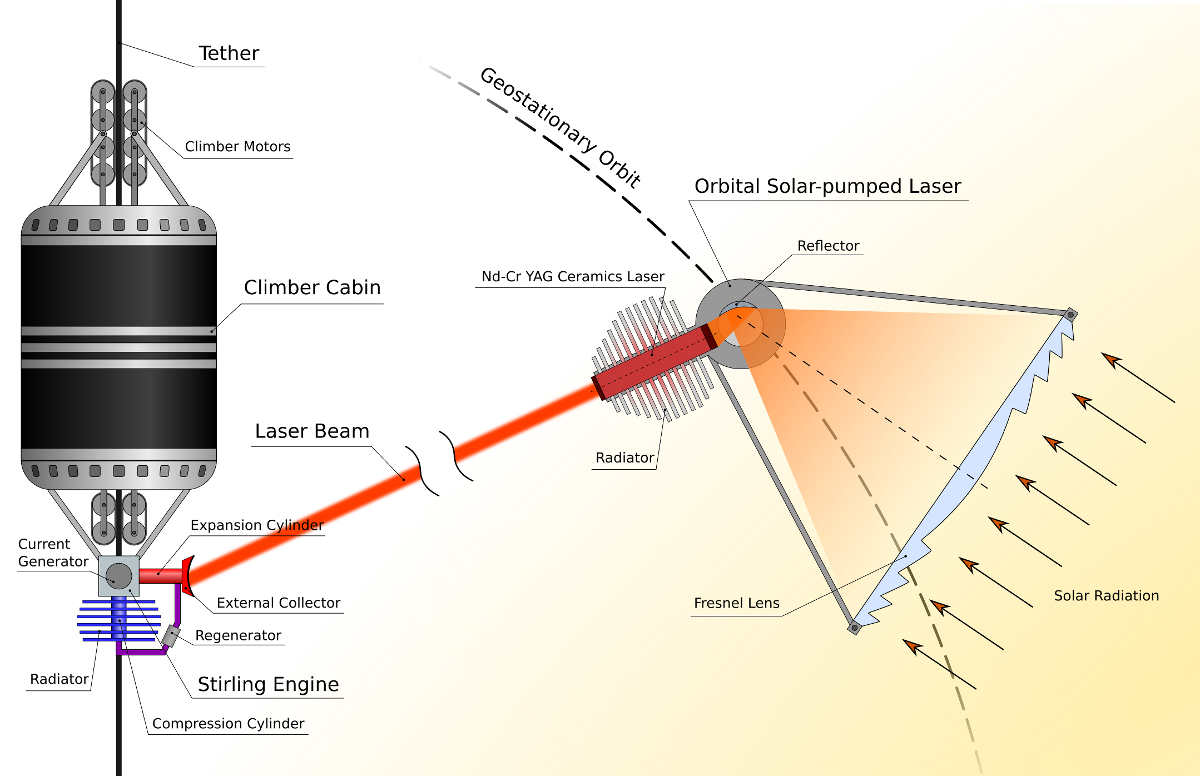 Tether
Climber Motors
Geostationary Orbit
Orbital Solar-pumped Laser
Reflector
Nd-Cr YAG Ceramics Laser
Climber Cabin
Laser Beam
Radiator
Expansion Cylinder
Current
Generator
External Collector
Fresnel Lens
Solar Radiation
Regenerator
Radiator
Stirling Engine
Compression Cylinder